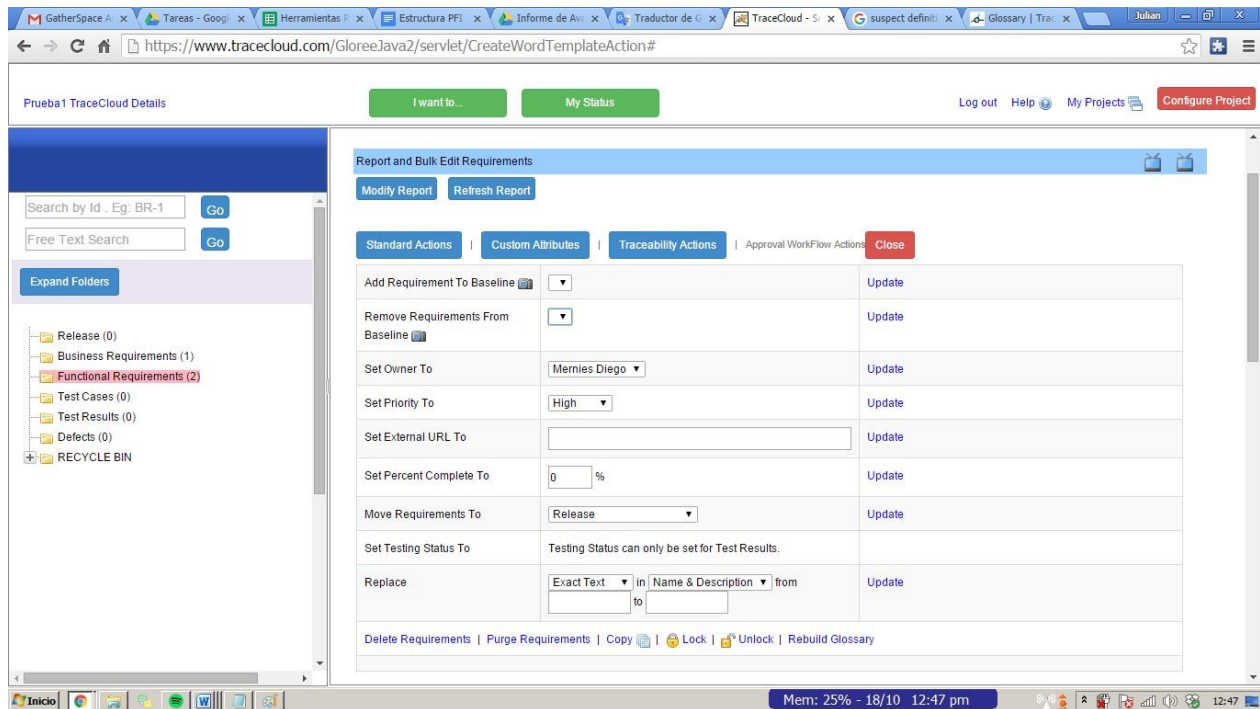 GatherSpace A
Tareas - Googl
Herramientas R
Estructura PFI
Informe de Ava
Traductor de G
TraceCloud - S
suspect definiti
Glossary | Trac
Julian
https://www.tracecloud.com/GloreeJava2/servlet/CreateWordTemplateAction#
Prueba1 TraceCloud Details
I want to...
My Status
Log out Help My Projects
Configure Project
Search by Id . Eg: BR-1 Go
Free Text Search Go
Expand Folders
Release (0)
Business Requirements (1)
Functional Requirements (2)
Test Cases (0)
Test Results (0)
Defects (0)
RECYCLE BIN
Report and Bulk Edit Requirements
Modify Report Refresh Report
Standard Actions | Custom Attributes | Traceability Actions | Approval WorkFlow Actions Close
Add Requirement To Baseline Update
Remove Requirements From Update
Baseline
Set Owner To Mernies Diego Update
Set Priority To High Update
Set External URL To Update
Set Percent Complete To 0 % Update
Move Requirements To Release Update
Set Testing Status To Testing Status can only be set for Test Results.
Replace Exact Text in Name & Description from Update
to
Delete Requirements | Purge Requirements | Copy | Lock | Unlock | Rebuild Glossary
Inicio
Mem: 25% - 18/10 12:47 pm
12:47